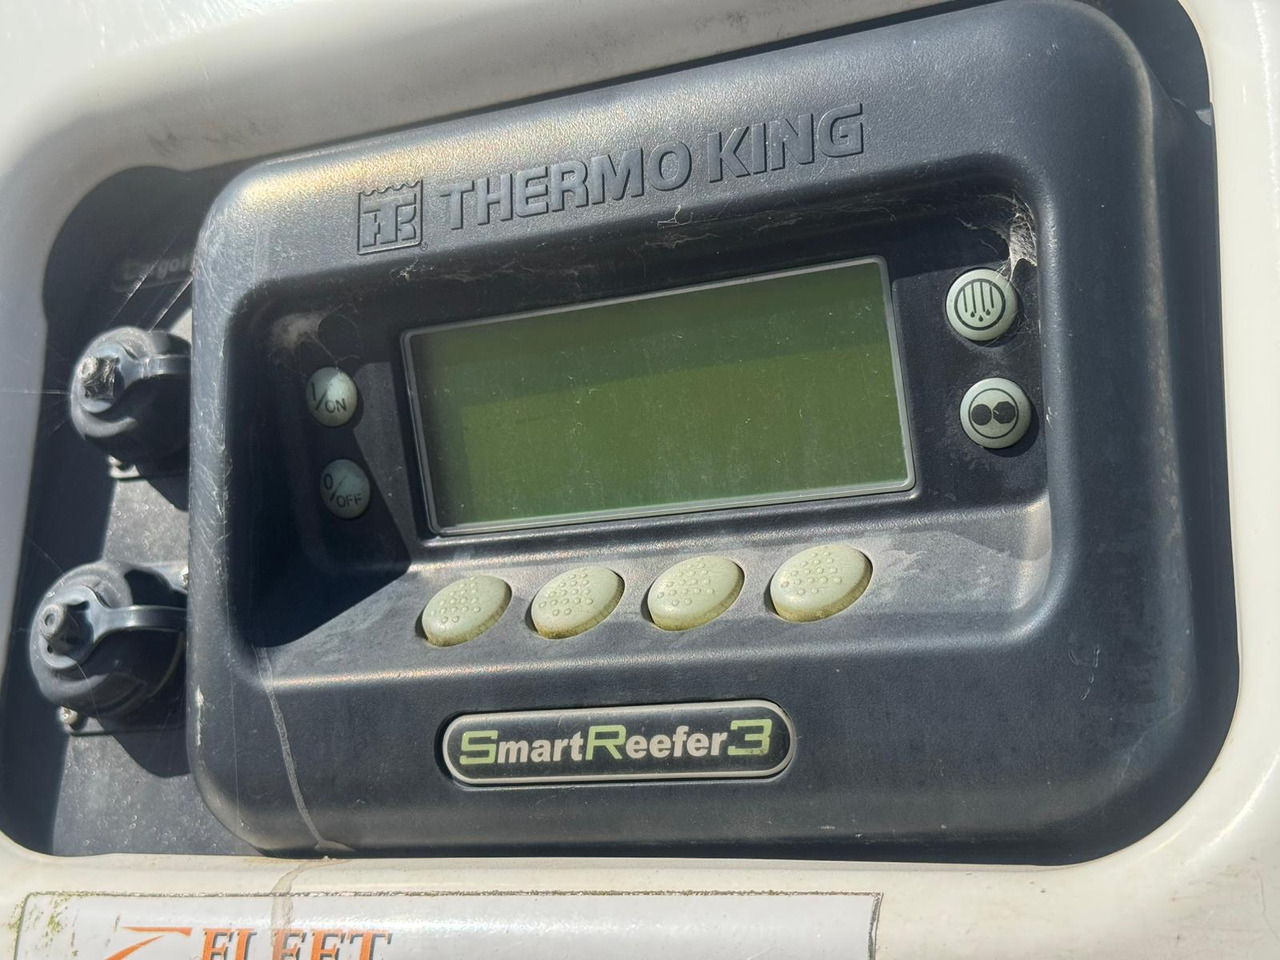 THERMO KING
I/ON
O/OFF
SmartReefer3
FLEET